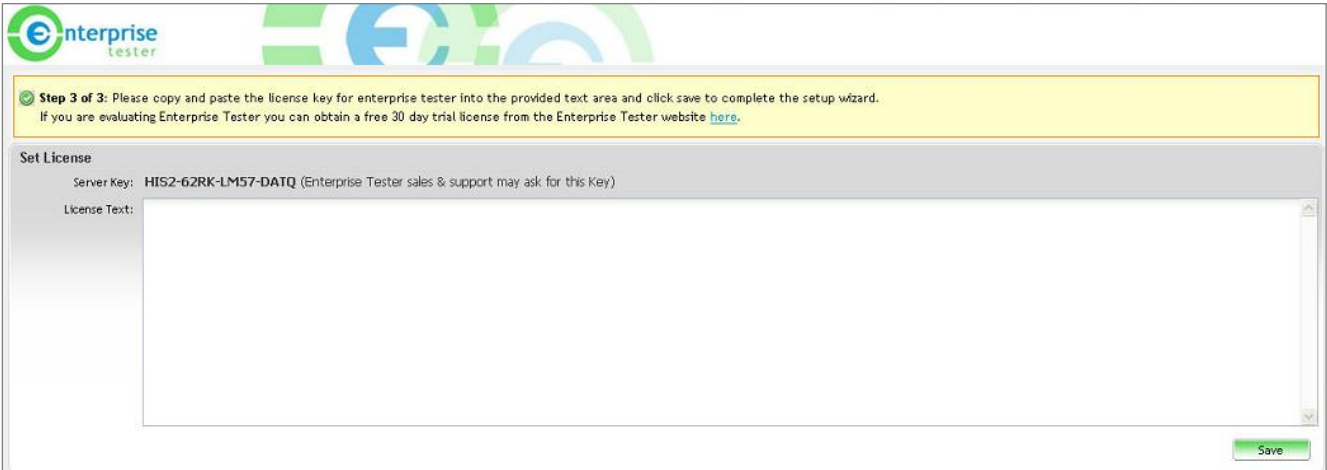 enterprise
tester
Step 3 of 3: Please copy and paste the license key for enterprise tester into the provided text area and click save to complete the setup wizard.
If you are evaluating Enterprise Tester you can obtain a free 30 day trial license from the Enterprise Tester website here.
Set License
Server Key: HIS2-62RK-LM57-DATQ (Enterprise Tester sales & support may ask for this Key)
License Text:
Save